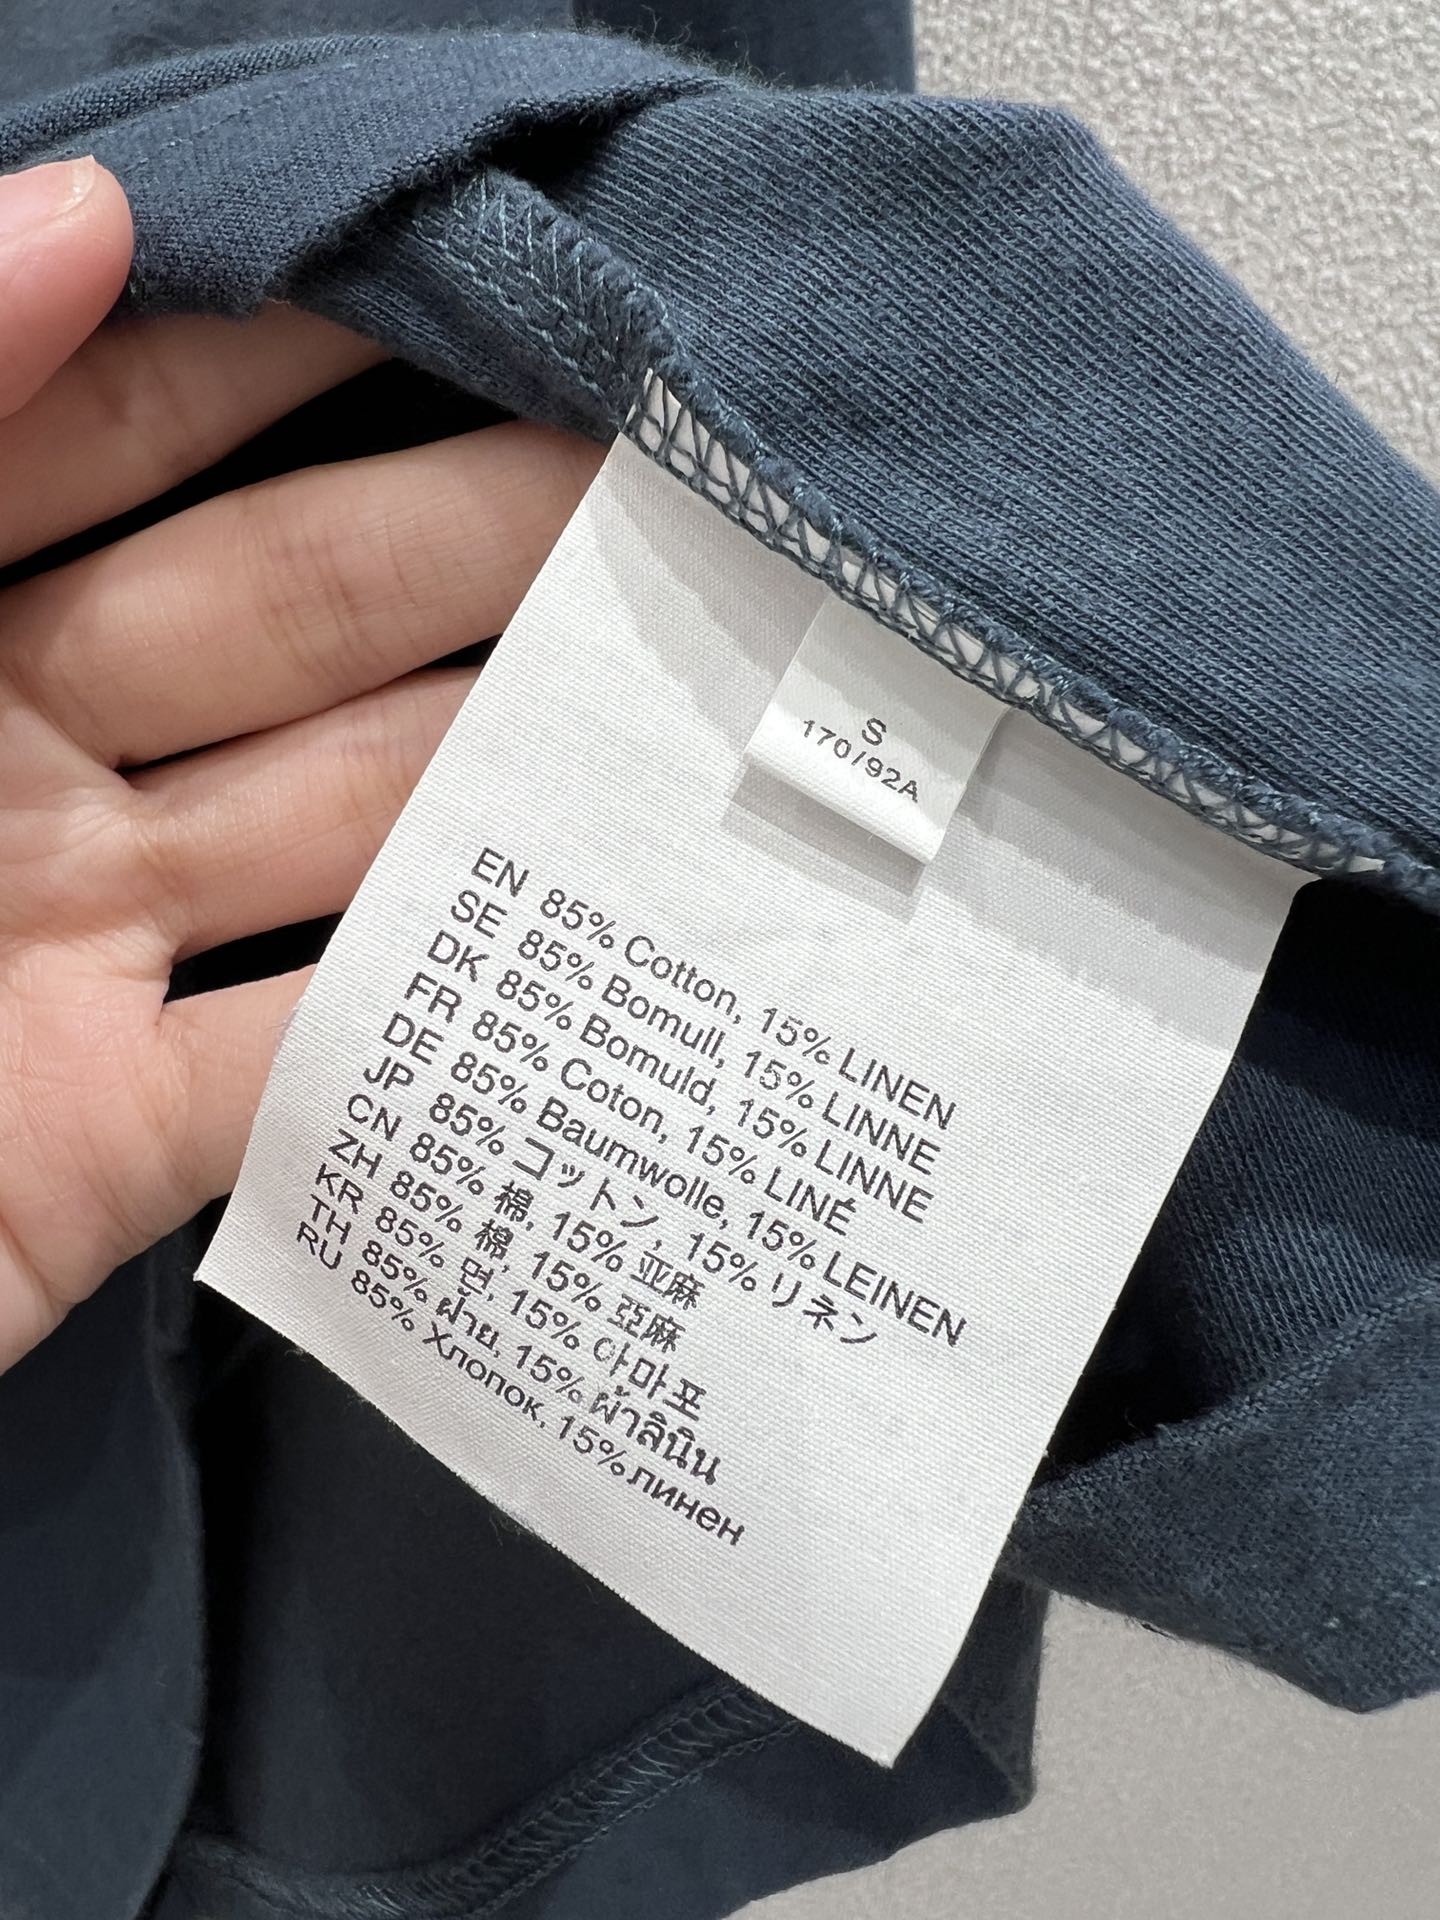 S
170/92A
EN 85% Cotton, 15% LINEN
SE 85% Bomull, 15% LINNE
DK 85% Bomuld, 15% LINNE
FR 85% Coton, 15% LINÉ
DE 85% Baumwolle, 15% LEINEN
JP 85% コットン, 15% リネン
CN 85% 棉, 15% 亚麻
ZH 85% 棉, 15% 亞麻
KR 85% 면, 15% 아마포
TH 85% ฝ้าย, 15% ผ้าลินิน
RU 85% Хлопок, 15% линен